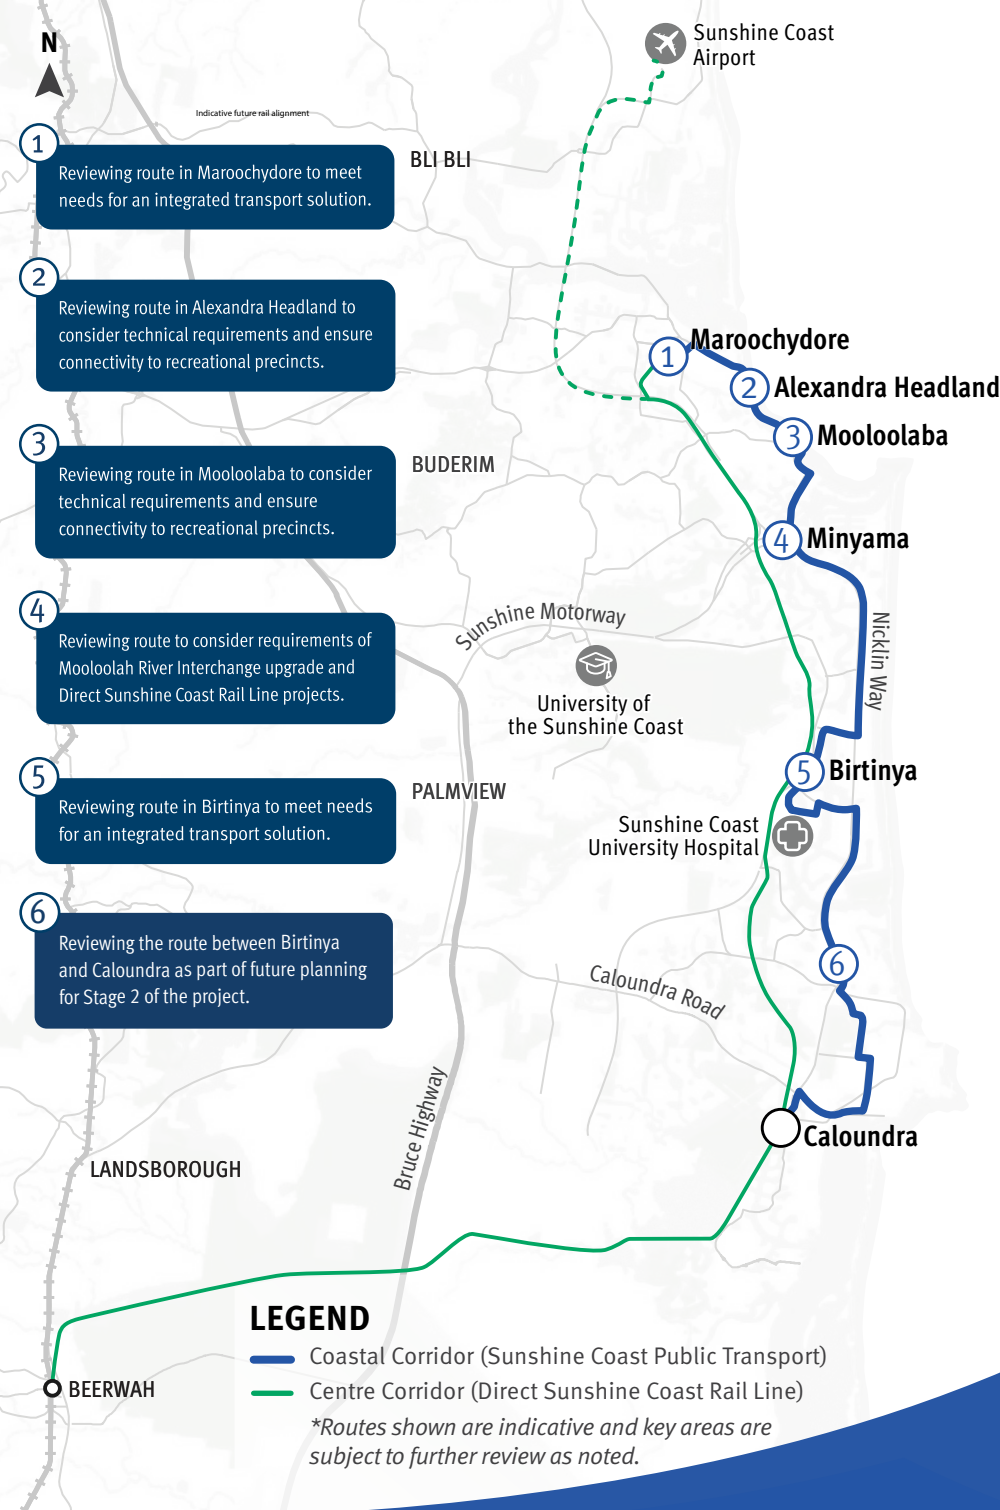 N
Sunshine Coast
Airport
Indicative future rail alignment
1
Reviewing route in Maroochydore to meet
needs for an integrated transport solution.
BLI BLI
2
Reviewing route in Alexandra Headland to
consider technical requirements and ensure
connectivity to recreational precincts.
1
Maroochydore
2
Alexandra Headland
3
Mooloolaba
3
Reviewing route in Mooloolaba to consider
technical requirements and ensure
connectivity to recreational precincts.
BUDERIM
4
Minyama
4
Reviewing route to consider requirements of
Mooloolah River Interchange upgrade and
Direct Sunshine Coast Rail Line projects.
Sunshine Motorway
Nicklin Way
University of
the Sunshine Coast
5
Birtinya
5
Reviewing route in Birtinya to meet needs
for an integrated transport solution.
PALMVIEW
Sunshine Coast
University Hospital
6
Reviewing the route between Birtinya
and Caloundra as part of future planning
for Stage 2 of the project.
6
Caloundra Road
Bruce Highway
Caloundra
LANDSBOROUGH
BEERWAH
LEGEND
Coastal Corridor (Sunshine Coast Public Transport)
Centre Corridor (Direct Sunshine Coast Rail Line)
*Routes shown are indicative and key areas are
subject to further review as noted.